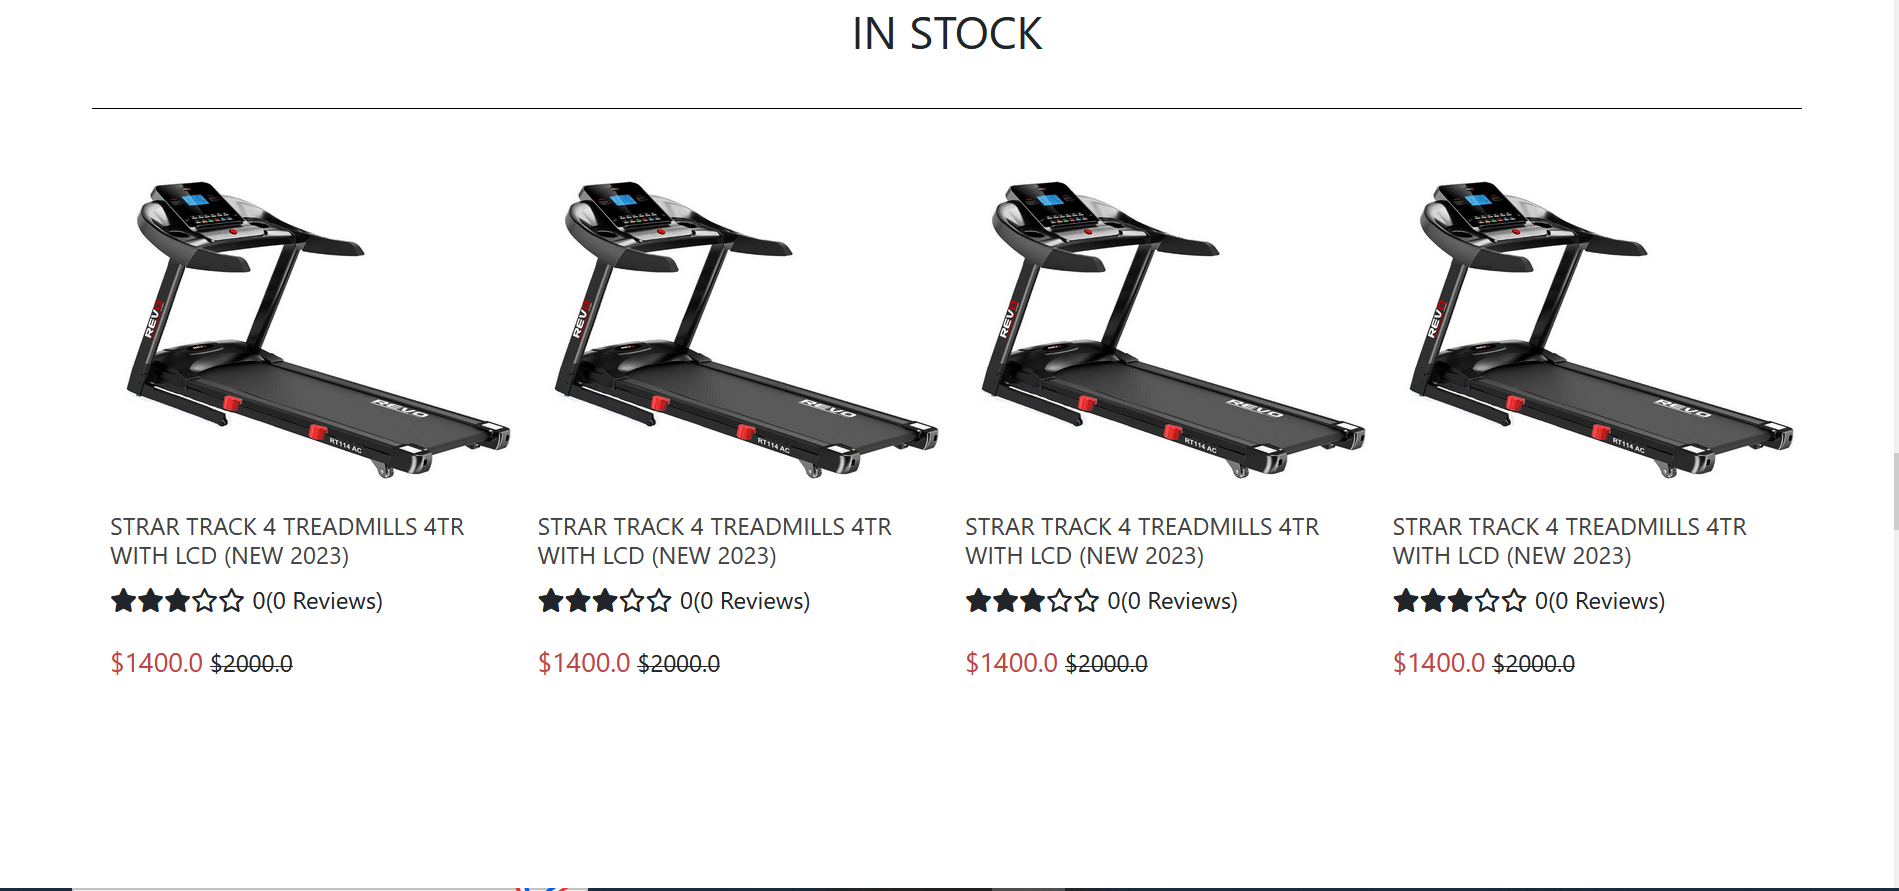 IN STOCK
REVO
REVO
RT114 AC
REVO
REVO
RT114 AC
REVO
REVO
RT114 AC
REVO
REVO
RT114 AC
STRAR TRACK 4 TREADMILLS 4TR
WITH LCD (NEW 2023)
0(0 Reviews)
$1400.0 $2000.0
STRAR TRACK 4 TREADMILLS 4TR
WITH LCD (NEW 2023)
0(0 Reviews)
$1400.0 $2000.0
STRAR TRACK 4 TREADMILLS 4TR
WITH LCD (NEW 2023)
0(0 Reviews)
$1400.0 $2000.0
STRAR TRACK 4 TREADMILLS 4TR
WITH LCD (NEW 2023)
0(0 Reviews)
$1400.0 $2000.0